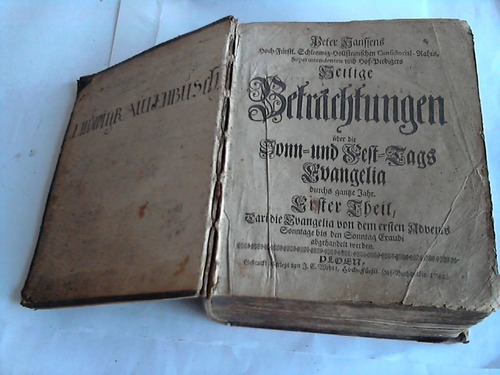 Peter Hanssens
Hoch-Fürstl. Schleswig-Hollsteinischen Consistorial-Raths,
Superintendenten und Hof-Predigers
Heilige
Betrachtungen
über die
Sonn- und Fest-Tags
Evangelia
durchs gantze Jahr.
Erster Theil,
Darin die Evangelia von dem ersten Advents
Sonntage bis den Sonntag Exaudi
abgehandelt werden.
PLOEN,